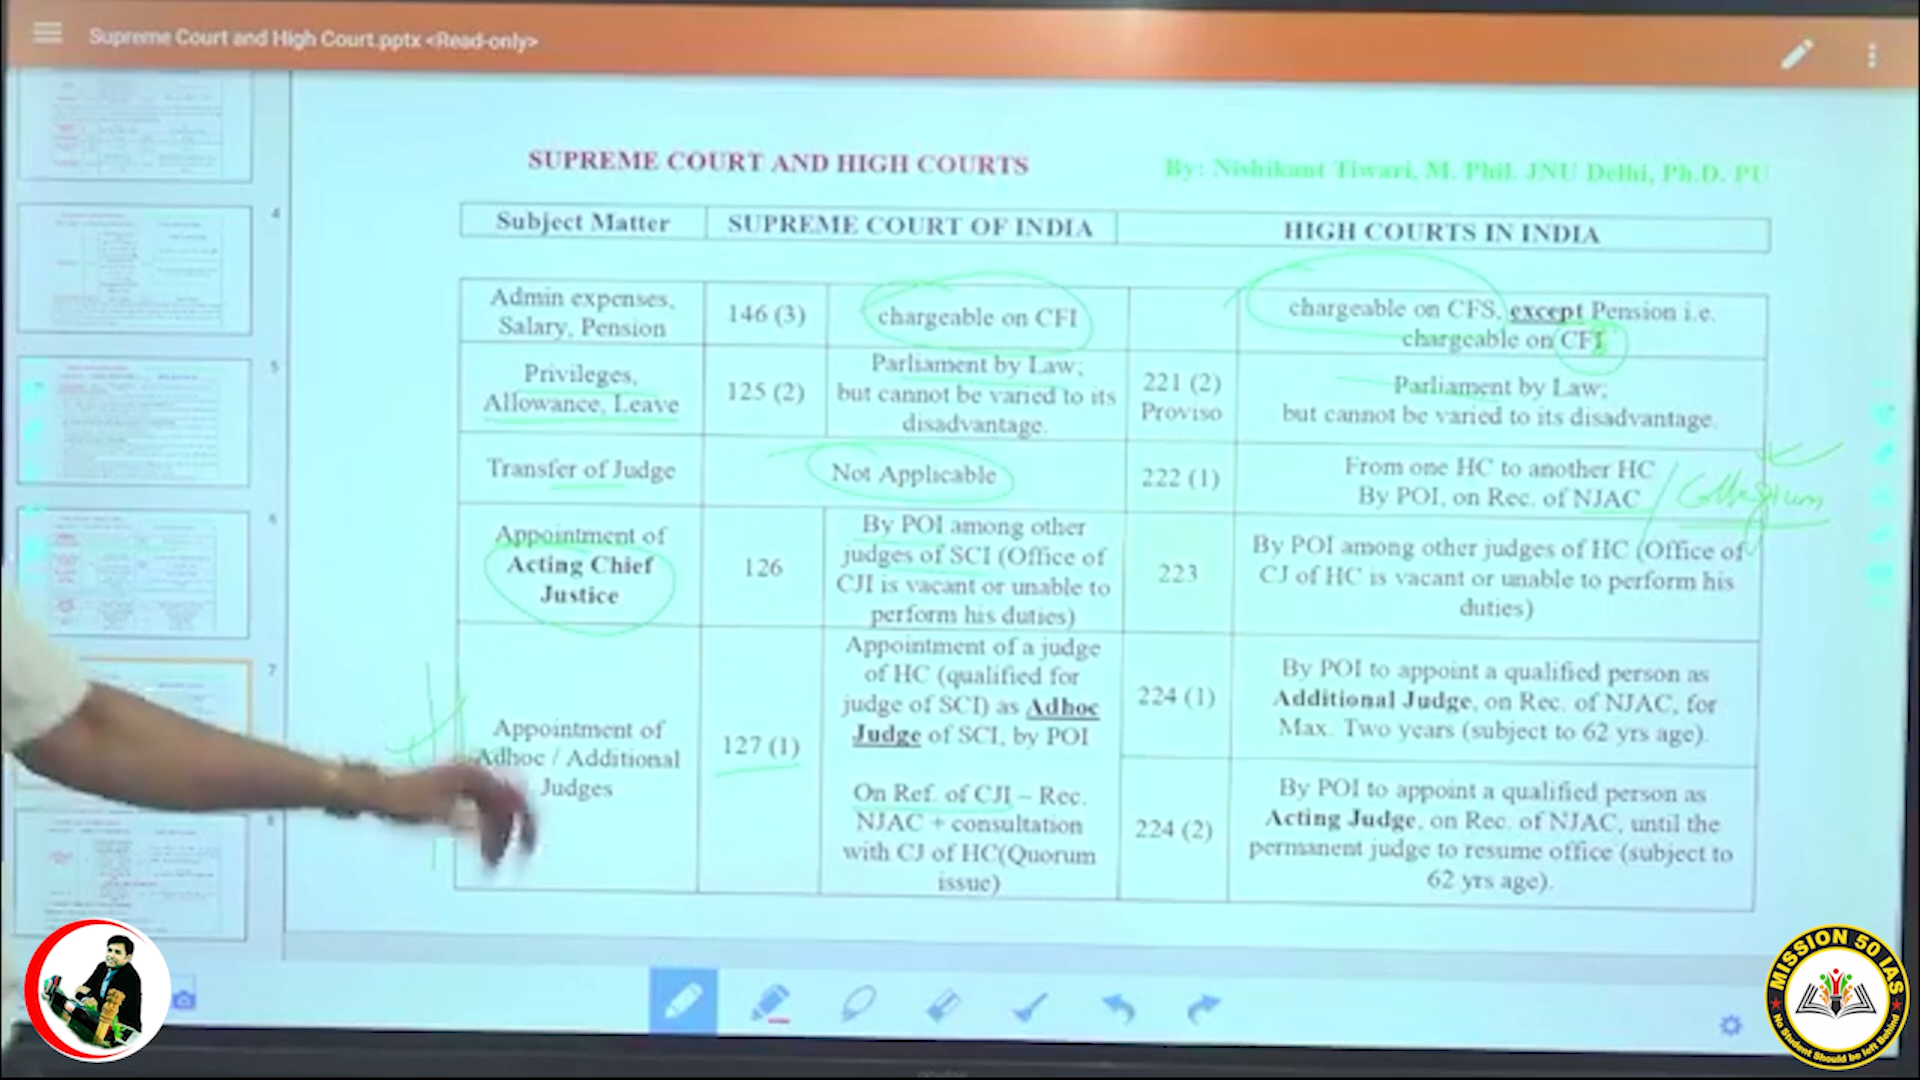 Supreme Court and High Court.pptx <Read-only>
SUPREME COURT AND HIGH COURTS
By: Nishikant Tiwari, M. Phil. JNU Delhi, Ph.D. PU
Subject Matter
SUPREME COURT OF INDIA
HIGH COURTS IN INDIA
Admin expenses,
Salary, Pension
146 (3)
chargeable on CFI
chargeable on CFS, except Pension i.e.
chargeable on CFI
Privileges,
Allowance, Leave
125 (2)
Parliament by Law;
but cannot be varied to its
disadvantage.
221 (2)
Proviso
Parliament by Law;
but cannot be varied to its disadvantage.
Transfer of Judge
Not Applicable
222 (1)
From one HC to another HC
By POI, on Rec. of NJAC / Collegium
Appointment of
Acting Chief
Justice
126
By POI among other
judges of SCI (Office of
CJI is vacant or unable to
perform his duties)
223
By POI among other judges of HC (Office of
CJ of HC is vacant or unable to perform his
duties)
Appointment of
Adhoc / Additional
Judges
127 (1)
Appointment of a judge
of HC (qualified for
judge of SCI) as Adhoc
Judge of SCI, by POI
On Ref. of CJI – Rec.
NJAC + consultation
with CJ of HC(Quorum
issue)
224 (1)
By POI to appoint a qualified person as
Additional Judge, on Rec. of NJAC, for
Max. Two years (subject to 62 yrs age).
224 (2)
By POI to appoint a qualified person as
Acting Judge, on Rec. of NJAC, until the
permanent judge to resume office (subject to
62 yrs age).
4
5
6
7
8
MISSION 50 IAS
No Student Should be left Behind